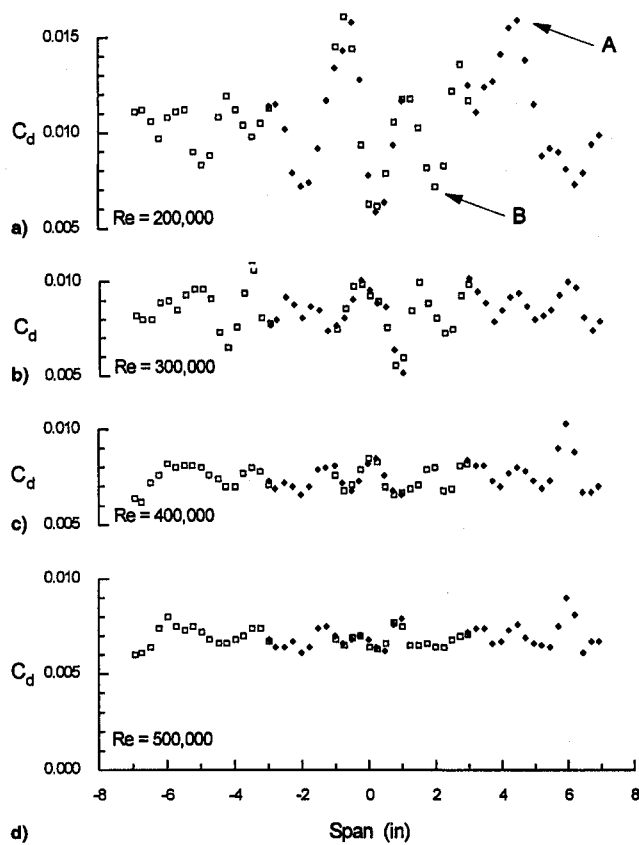 0.015
A
C_d 0.010
B
0.005
a) Re = 200,000
0.010
C_d
0.005
b) Re = 300,000
0.010
C_d
0.005
c) Re = 400,000
0.010
C_d 0.005
Re = 500,000
0.000
-8 -6 -4 -2 0 2 4 6 8
d) Span (in)